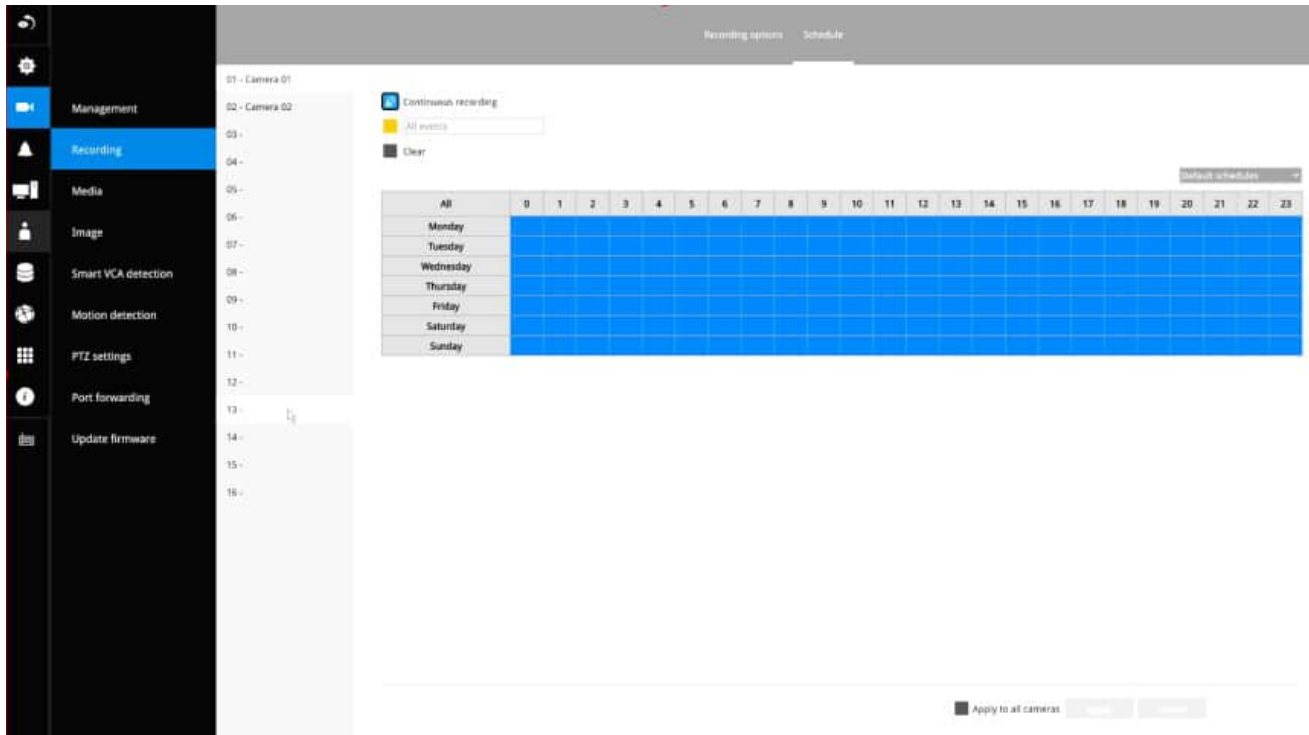 Recording options Schedule
01 - Camera 01
02 - Camera 02
03 -
04 -
05 -
06 -
07 -
08 -
09 -
10 -
11 -
12 -
13 -
14 -
15 -
16 -
Management
Recording
Media
Image
Smart VCA detection
Motion detection
PTZ settings
Port forwarding
Update firmware
Continuous recording
All events
Clear
Default schedules
All 0 1 2 3 4 5 6 7 8 9 10 11 12 13 14 15 16 17 18 19 20 21 22 23
Monday
Tuesday
Wednesday
Thursday
Friday
Saturday
Sunday
Apply to all cameras